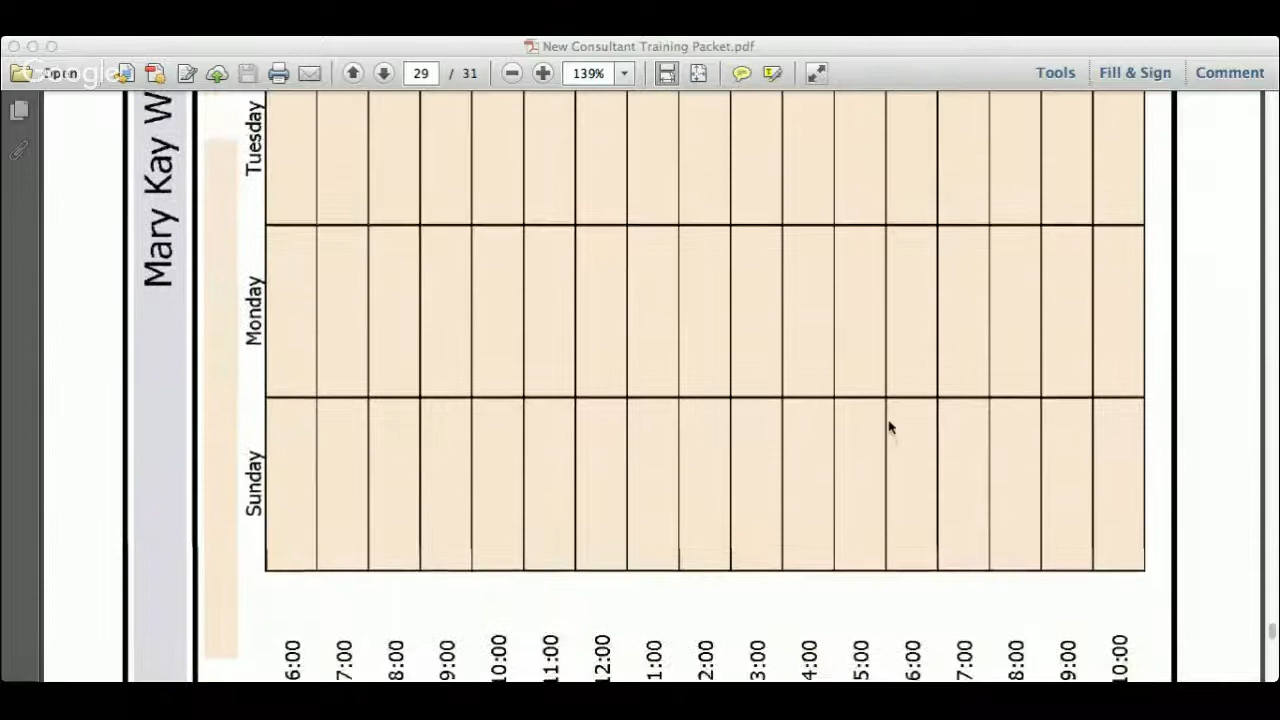 New Consultant Training Packet.pdf
Google
Open
29 / 31
139%
Tools
Fill & Sign
Comment
Mary Kay W
Tuesday
Monday
Sunday
6:00
7:00
8:00
9:00
10:00
11:00
12:00
1:00
2:00
3:00
4:00
5:00
6:00
7:00
8:00
9:00
10:00